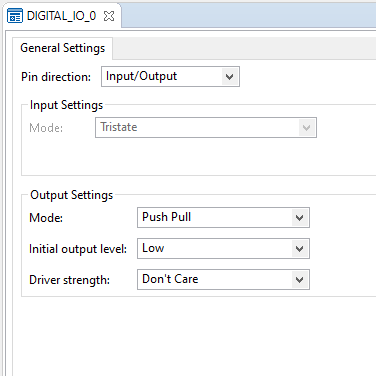 DIGITAL_IO_0
General Settings
Pin direction: Input/Output
Input Settings
Mode: Tristate
Output Settings
Mode: Push Pull
Initial output level: Low
Driver strength: Don't Care